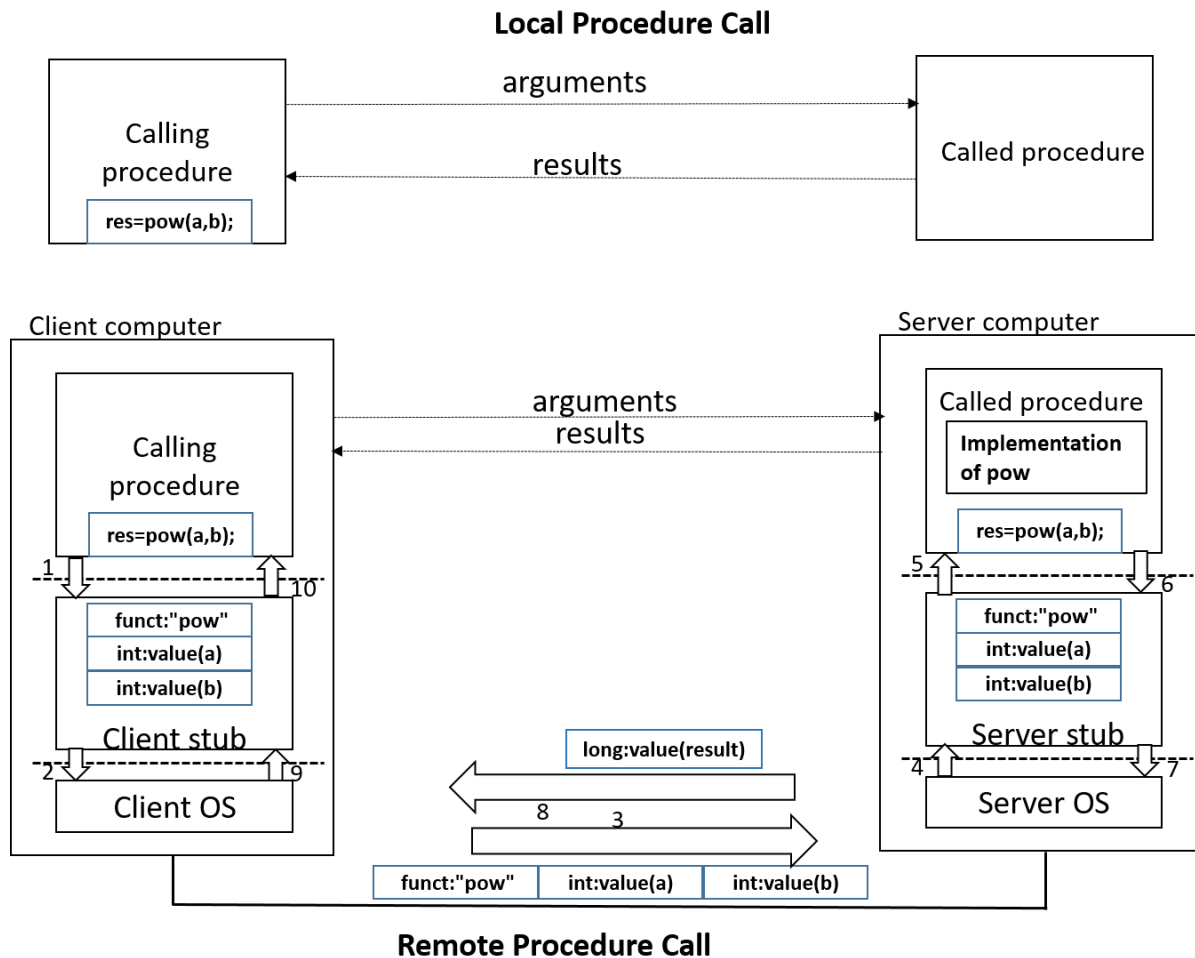 Local Procedure Call
arguments
Calling
procedure
res=pow(a,b);
results
Called procedure
Client computer
Server computer
arguments
results
Calling
procedure
res=pow(a,b);
Called procedure
Implementation
of pow
res=pow(a,b);
1
10
5
6
funct:"pow"
int:value(a)
int:value(b)
Client stub
funct:"pow"
int:value(a)
int:value(b)
Server stub
2
9
4
7
Client OS
Server OS
long:value(result)
8
3
funct:"pow" int:value(a) int:value(b)
Remote Procedure Call